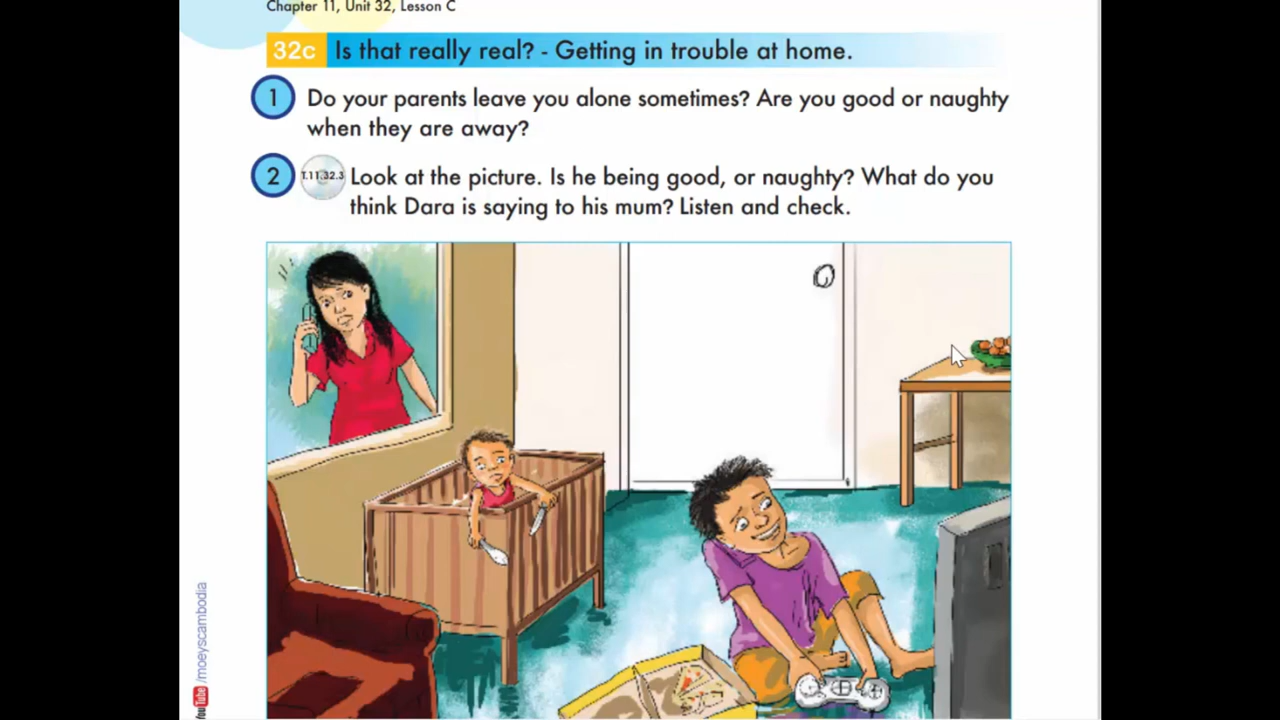 Chapter 11, Unit 32, Lesson C
32c Is that really real? - Getting in trouble at home.
1 Do your parents leave you alone sometimes? Are you good or naughty
when they are away?
2 1.11.32.3 Look at the picture. Is he being good, or naughty? What do you
think Dara is saying to his mum? Listen and check.
YouTube /moeyscambodia